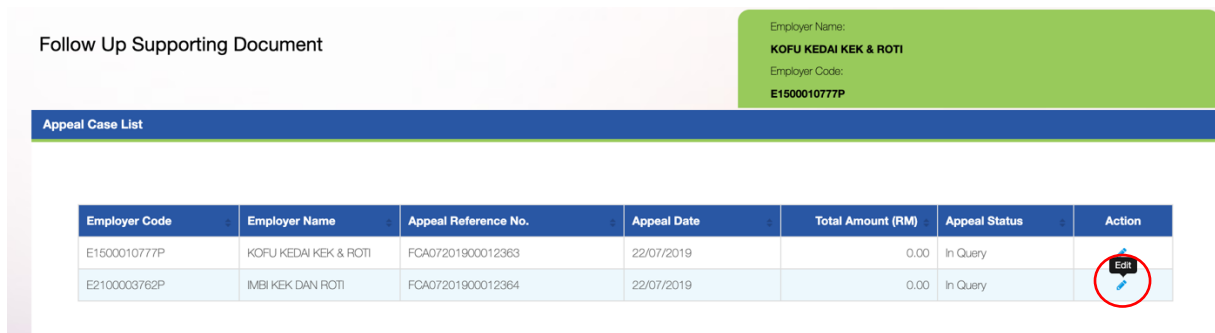 Employer Name:
Follow Up Supporting Document
KOFU KEDAI KEK & ROTI
Employer Code:
E1500010777P
Appeal Case List
Employer Code Employer Name Appeal Reference No. Appeal Date Total Amount (RM) Appeal Status Action
E1500010777P KOFU KEDAI KEK & ROTI FCA07201900012363 22/07/2019 0.00 In Query
Edit
E2100003762P IMBI KEK DAN ROTI FCA07201900012364 22/07/2019 0.00 In Query